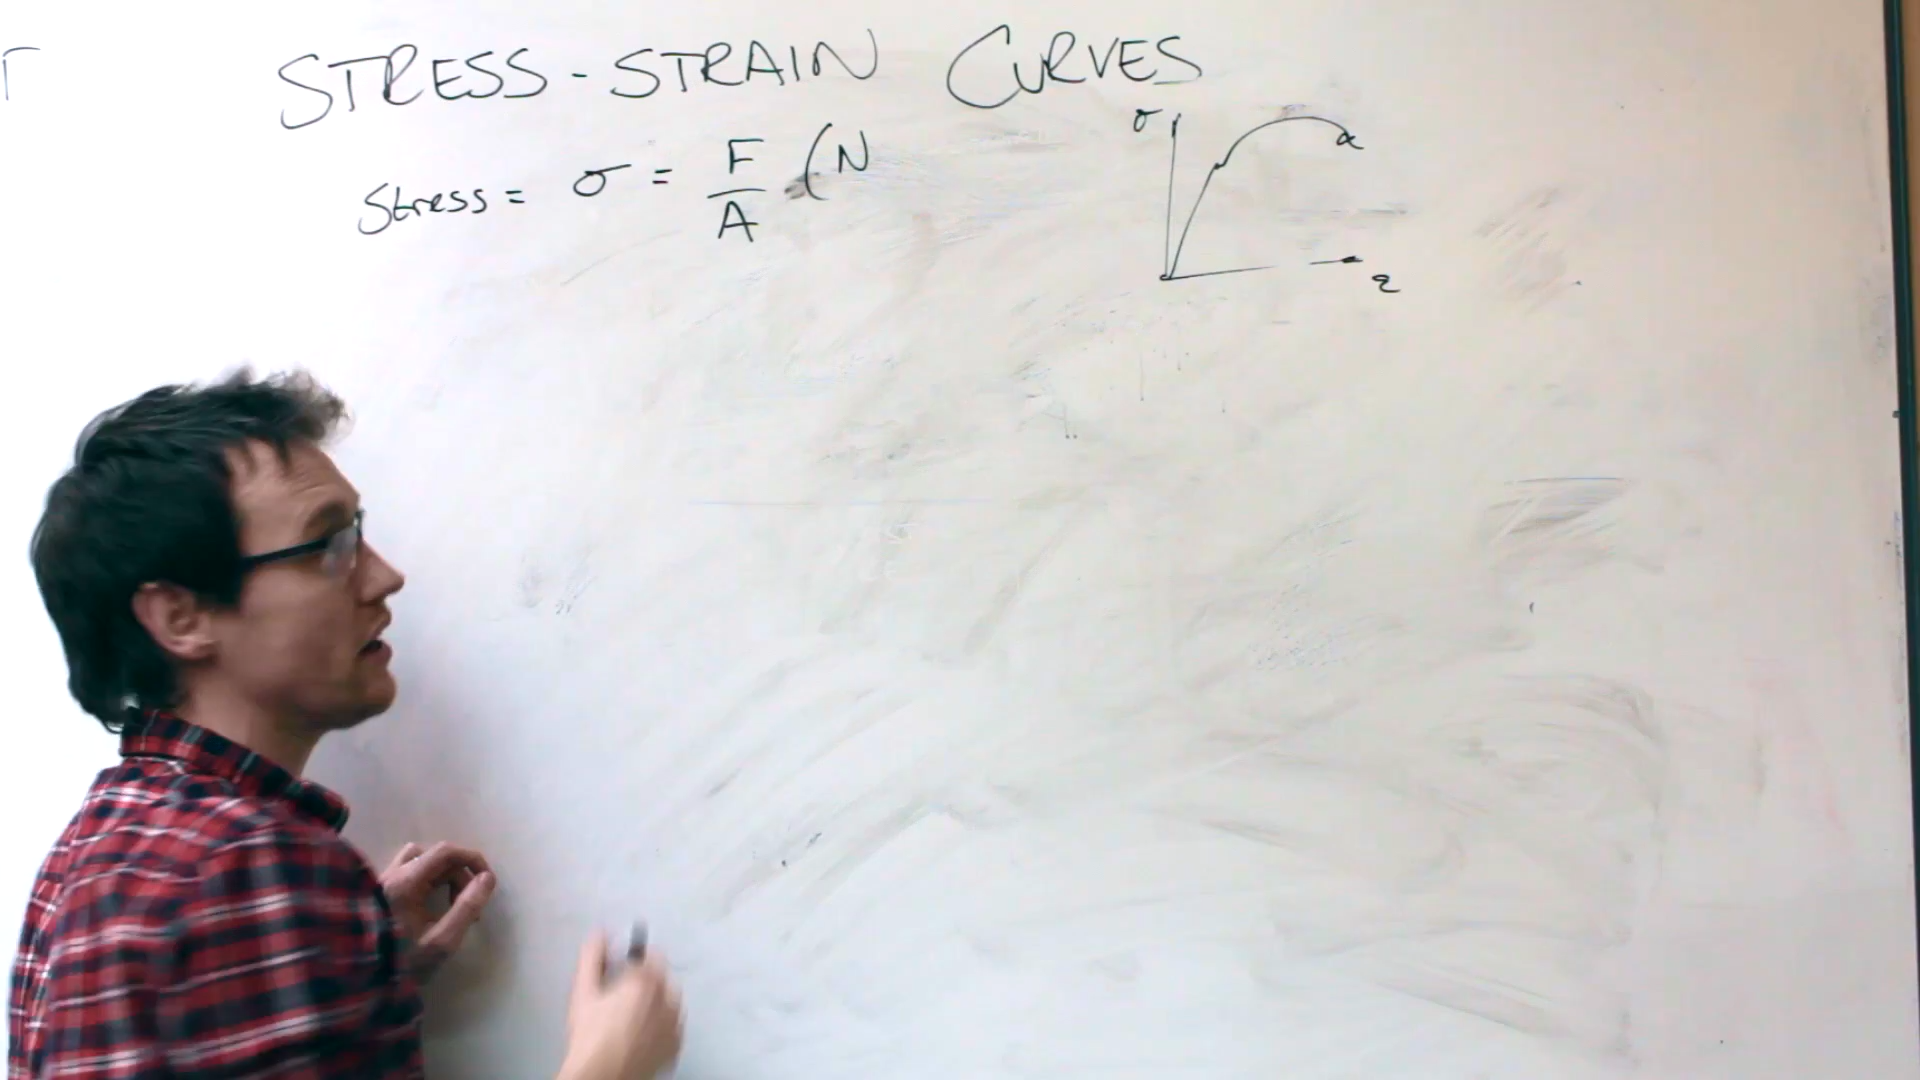 STRESS - STRAIN CURVES
Stress = σ = F/A (N
σ
ε